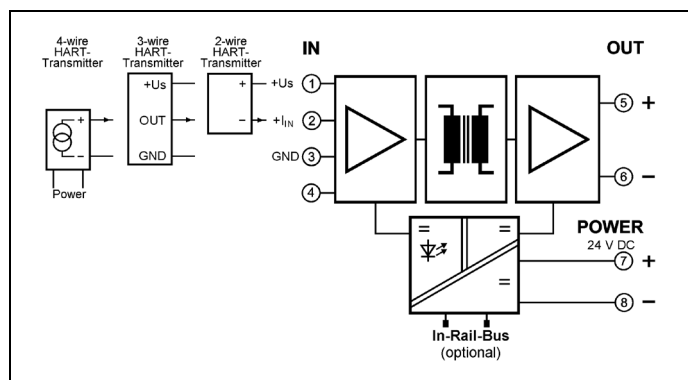 4-wire
HART-
Transmitter
3-wire
HART-
Transmitter
2-wire
HART-
Transmitter
IN
OUT
+Us
OUT
GND
+
−
+
−
Power
+Us
+I_IN
GND
1
2
3
4
5 +
6 −
POWER
24 V DC
7 +
8 −
In-Rail-Bus
(optional)